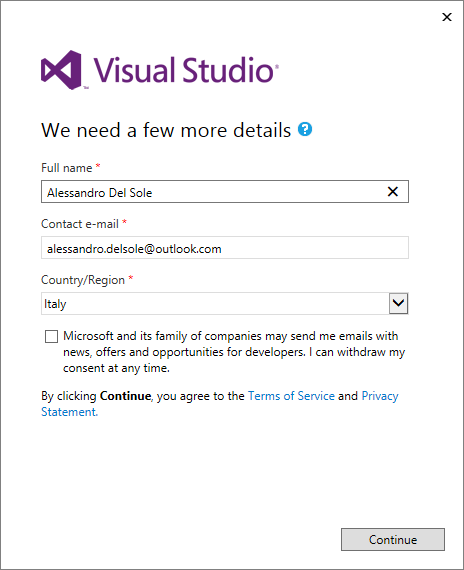 Visual Studio
We need a few more details
Full name *
Alessandro Del Sole
Contact e-mail *
alessandro.delsole@outlook.com
Country/Region *
Italy
Microsoft and its family of companies may send me emails with
news, offers and opportunities for developers. I can withdraw my
consent at any time.
By clicking Continue, you agree to the Terms of Service and Privacy
Statement.
Continue